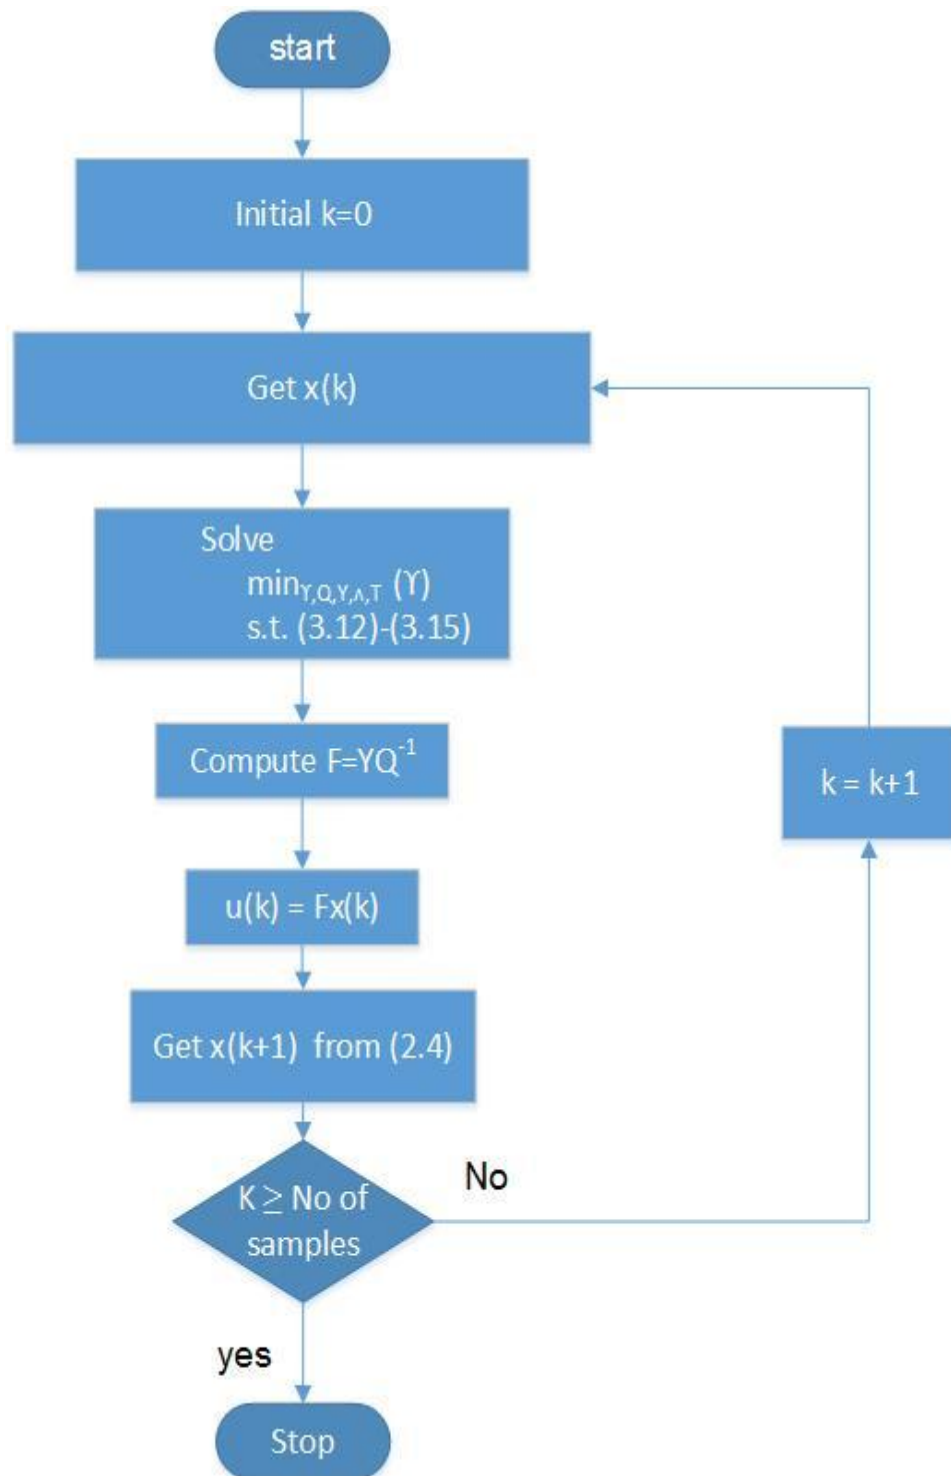 start
Initial k=0
Get x(k)
Solve
min_ϒ,Q,Y,Λ,T (ϒ)
s.t. (3.12)-(3.15)
Compute F=YQ⁻¹
k = k+1
u(k) = Fx(k)
Get x(k+1) from (2.4)
K ≥ No of
samples
No
yes
Stop